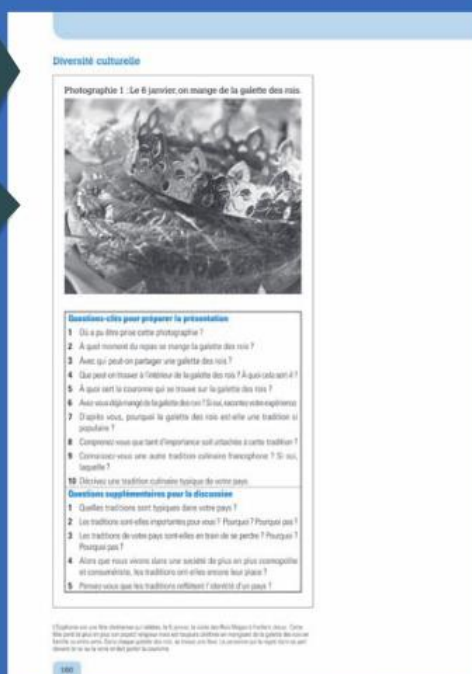 Diversité culturelle
Photographie 1 : Le 6 janvier, on mange de la galette des rois.
Questions-clés pour préparer la présentation
1 Où a pu être prise cette photographie ?
2 À quel moment du repas se mange la galette des rois ?
3 Avec qui peut-on partager une galette des rois ?
4 Que peut-on trouver à l'intérieur de la galette des rois ? À quoi cela sert-il ?
5 À quoi sert la couronne qui se trouve sur la galette des rois ?
6 Avez-vous déjà mangé de la galette des rois ? Si oui, racontez votre expérience.
7 D'après vous, pourquoi la galette des rois est-elle une tradition si
populaire ?
8 Comprenez-vous que tant d'importance soit attachée à cette tradition ?
9 Connaissez-vous une autre tradition culinaire francophone ? Si oui,
laquelle ?
10 Décrivez une tradition culinaire typique de votre pays.
Questions supplémentaires pour la discussion
1 Quelles traditions sont typiques dans votre pays ?
2 Les traditions sont-elles importantes pour vous ? Pourquoi ? Pourquoi pas ?
3 Les traditions de votre pays sont-elles en train de se perdre ? Pourquoi ?
Pourquoi pas ?
4 Alors que nous vivons dans une société de plus en plus cosmopolite
et consumériste, les traditions ont-elles encore leur place ?
5 Pensez-vous que les traditions reflètent l'identité d'un pays ?
160